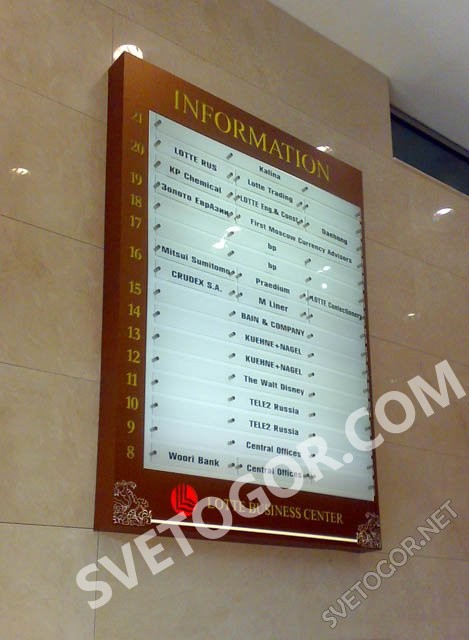 INFORMATION
21 Kalina
20 LOTTE RUS Lotte Trading
KP Chemical LOTTE Eng.& Const. Daehong
19 Золото ЕврАзии First Moscow Currency Advisors
18 bp
17 bp
16 Mitsui Sumitomo Praedium LOTTE Confectionery
CRUDEX S.A. M Liner
15 BAIN & COMPANY
14 KUEHNE+NAGEL
13 KUEHNE+NAGEL
12 The Walt Disney
11 TELE2 Russia
10 TELE2 Russia
9 Central Offices
8 Woori Bank Central Offices
LOTTE BUSINESS CENTER
SVETOGOR.COM
SVETOGOR.NET